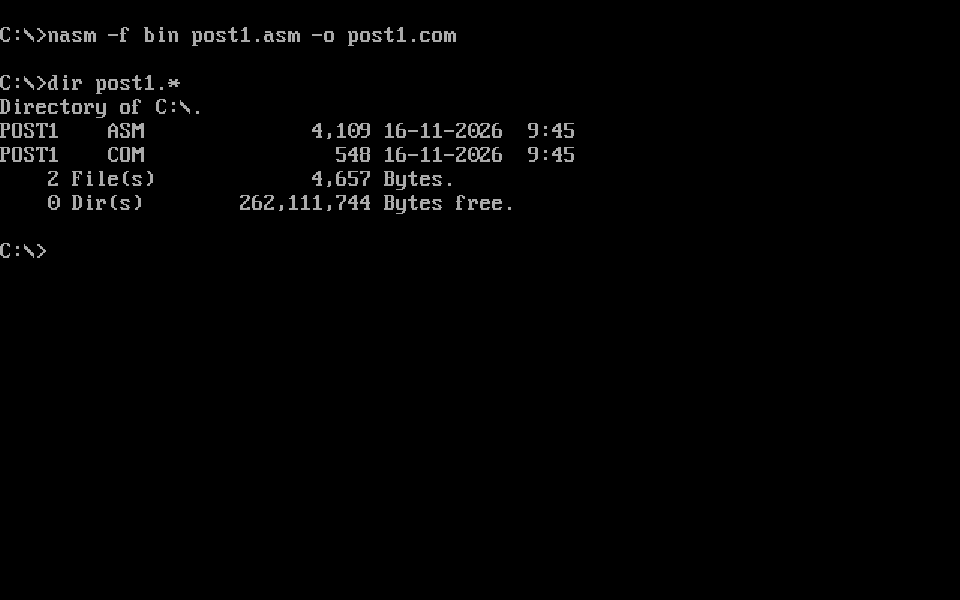 C:\>nasm -f bin post1.asm -o post1.com
C:\>dir post1.*
Directory of C:\.
POST1    ASM              4,109 16-11-2026  9:45
POST1    COM                548 16-11-2026  9:45
    2 File(s)             4,657 Bytes.
    0 Dir(s)        262,111,744 Bytes free.
C:\>